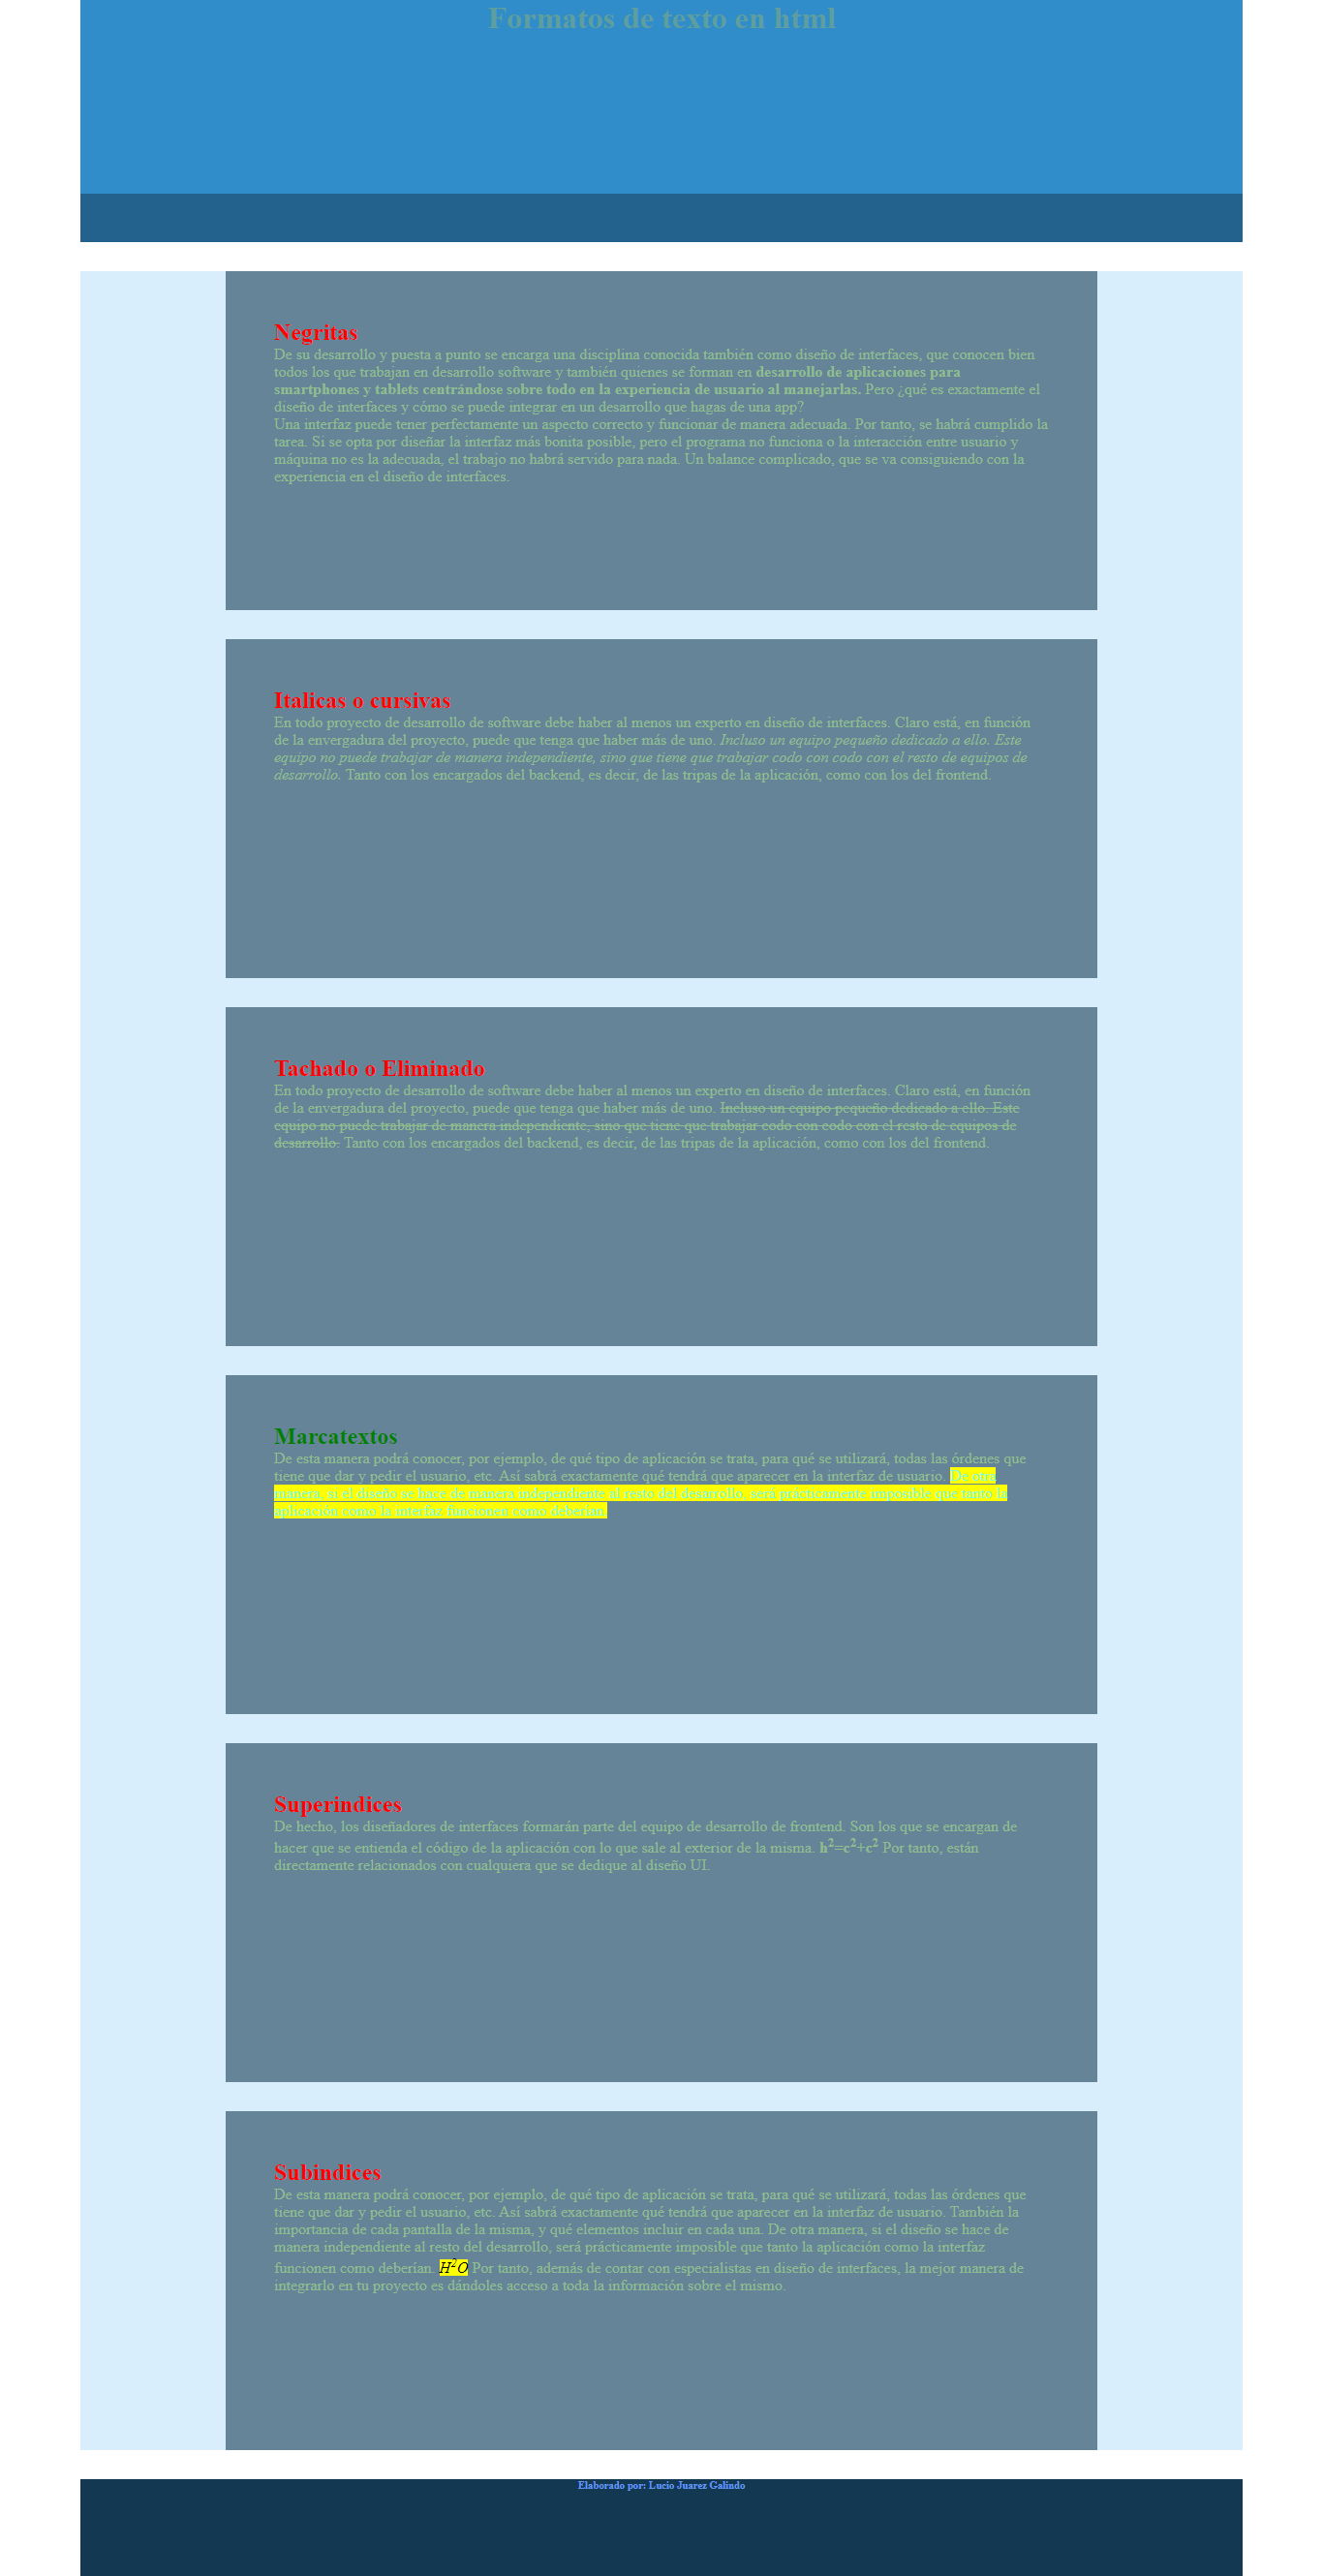 Formatos de texto en html
Negritas
De su desarrollo y puesta a punto se encarga una disciplina conocida también como diseño de interfaces, que conocen bien
todos los que trabajan en desarrollo software y también quienes se forman en desarrollo de aplicaciones para
smartphones y tablets centrándose sobre todo en la experiencia de usuario al manejarlas. Pero ¿qué es exactamente el
diseño de interfaces y cómo se puede integrar en un desarrollo que hagas de una app?
Una interfaz puede tener perfectamente un aspecto correcto y funcionar de manera adecuada. Por tanto, se habrá cumplido la
tarea. Si se opta por diseñar la interfaz más bonita posible, pero el programa no funciona o la interacción entre usuario y
máquina no es la adecuada, el trabajo no habrá servido para nada. Un balance complicado, que se va consiguiendo con la
experiencia en el diseño de interfaces.
Italicas o cursivas
En todo proyecto de desarrollo de software debe haber al menos un experto en diseño de interfaces. Claro está, en función
de la envergadura del proyecto, puede que tenga que haber más de uno. Incluso un equipo pequeño dedicado a ello. Este
equipo no puede trabajar de manera independiente, sino que tiene que trabajar codo con codo con el resto de equipos de
desarrollo. Tanto con los encargados del backend, es decir, de las tripas de la aplicación, como con los del frontend.
Tachado o Eliminado
En todo proyecto de desarrollo de software debe haber al menos un experto en diseño de interfaces. Claro está, en función
de la envergadura del proyecto, puede que tenga que haber más de uno. Incluso un equipo pequeño dedicado a ello. Este
equipo no puede trabajar de manera independiente, sino que tiene que trabajar codo con codo con el resto de equipos de
desarrollo. Tanto con los encargados del backend, es decir, de las tripas de la aplicación, como con los del frontend.
Marcatextos
De esta manera podrá conocer, por ejemplo, de qué tipo de aplicación se trata, para qué se utilizará, todas las órdenes que
tiene que dar y pedir el usuario, etc. Así sabrá exactamente qué tendrá que aparecer en la interfaz de usuario. De otra
manera, si el diseño se hace de manera independiente al resto del desarrollo, será prácticamente imposible que tanto la
aplicación como la interfaz funcionen como deberían.
Superindices
De hecho, los diseñadores de interfaces formarán parte del equipo de desarrollo de frontend. Son los que se encargan de
hacer que se entienda el código de la aplicación con lo que sale al exterior de la misma. h²=c²+c² Por tanto, están
directamente relacionados con cualquiera que se dedique al diseño UI.
Subindices
De esta manera podrá conocer, por ejemplo, de qué tipo de aplicación se trata, para qué se utilizará, todas las órdenes que
tiene que dar y pedir el usuario, etc. Así sabrá exactamente qué tendrá que aparecer en la interfaz de usuario. También la
importancia de cada pantalla de la misma, y qué elementos incluir en cada una. De otra manera, si el diseño se hace de
manera independiente al resto del desarrollo, será prácticamente imposible que tanto la aplicación como la interfaz
funcionen como deberían. H²O Por tanto, además de contar con especialistas en diseño de interfaces, la mejor manera de
integrarlo en tu proyecto es dándoles acceso a toda la información sobre el mismo.
Elaborado por: Lucio Juarez Galindo